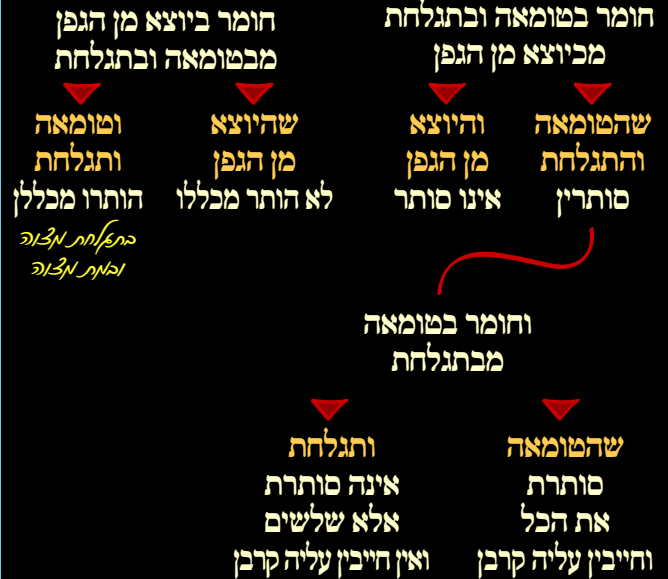 חומר בטומאה ובתגלחת
מכיוצא מן הגפן
שהטומאה
והתגלחת
סותרין
והיוצא
מן הגפן
אינו סותר
חומר ביוצא מן הגפן
מבטומאה ובתגלחת
שהיוצא
מן הגפן
לא הותר מכללו
וטומאה
ותגלחת
הותרו מכללן
בתגלחת מצוה
ובמת מצוה
וחומר בטומאה
מבתגלחת
שהטומאה
סותרת
את הכל
וחייבין עליה קרבן
ותגלחת
אינה סותרת
אלא שלשים
ואין חייבין עליה קרבן